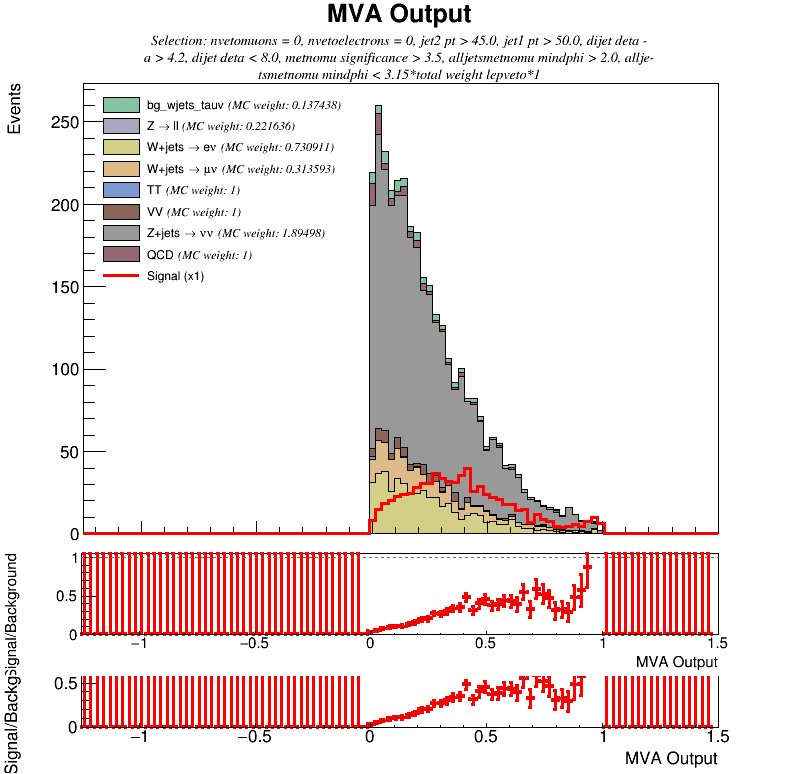 MVA Output
Selection: nvetomuons = 0, nvetoelectrons = 0, jet2 pt > 45.0, jet1 pt > 50.0, dijet deta -
a > 4.2, dijet deta < 8.0, metnomu significance > 3.5, alljetsmetnomu mindphi > 2.0, allje-
tsmetnomu mindphi < 3.15*total weight lepveto*1
Events
250
200
150
100
50
0
bg_wjets_tauv (MC weight: 0.137438)
Z → ll (MC weight: 0.221636)
W+jets → eν (MC weight: 0.730911)
W+jets → μν (MC weight: 0.313593)
TT (MC weight: 1)
VV (MC weight: 1)
Z+jets → νν (MC weight: 1.89498)
QCD (MC weight: 1)
Signal (x1)
Signal/Background
1
0.5
0
−1 −0.5 0 0.5 1 1.5
MVA Output
Signal/Backg
0.5
0
−1 −0.5 0 0.5 1 1.5
MVA Output